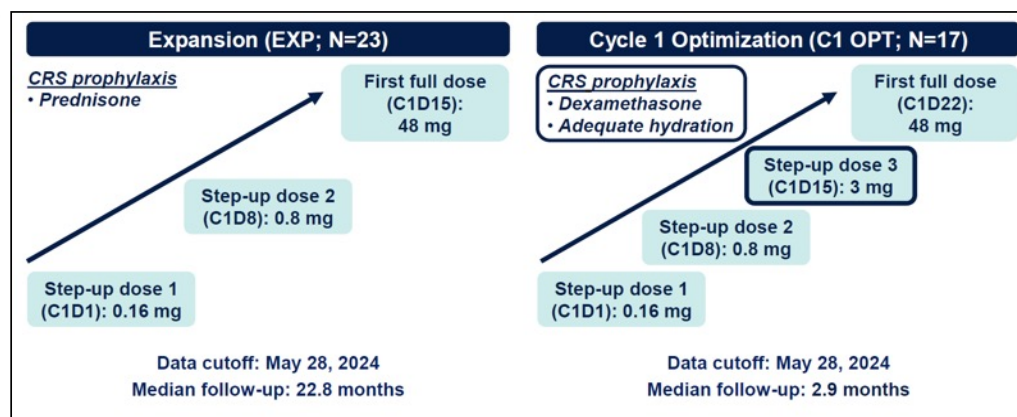 Expansion (EXP; N=23)
CRS prophylaxis
• Prednisone
First full dose
(C1D15):
48 mg
Step-up dose 2
(C1D8): 0.8 mg
Step-up dose 1
(C1D1): 0.16 mg
Data cutoff: May 28, 2024
Median follow-up: 22.8 months
Cycle 1 Optimization (C1 OPT; N=17)
CRS prophylaxis
• Dexamethasone
• Adequate hydration
First full dose
(C1D22):
48 mg
Step-up dose 3
(C1D15): 3 mg
Step-up dose 2
(C1D8): 0.8 mg
Step-up dose 1
(C1D1): 0.16 mg
Data cutoff: May 28, 2024
Median follow-up: 2.9 months